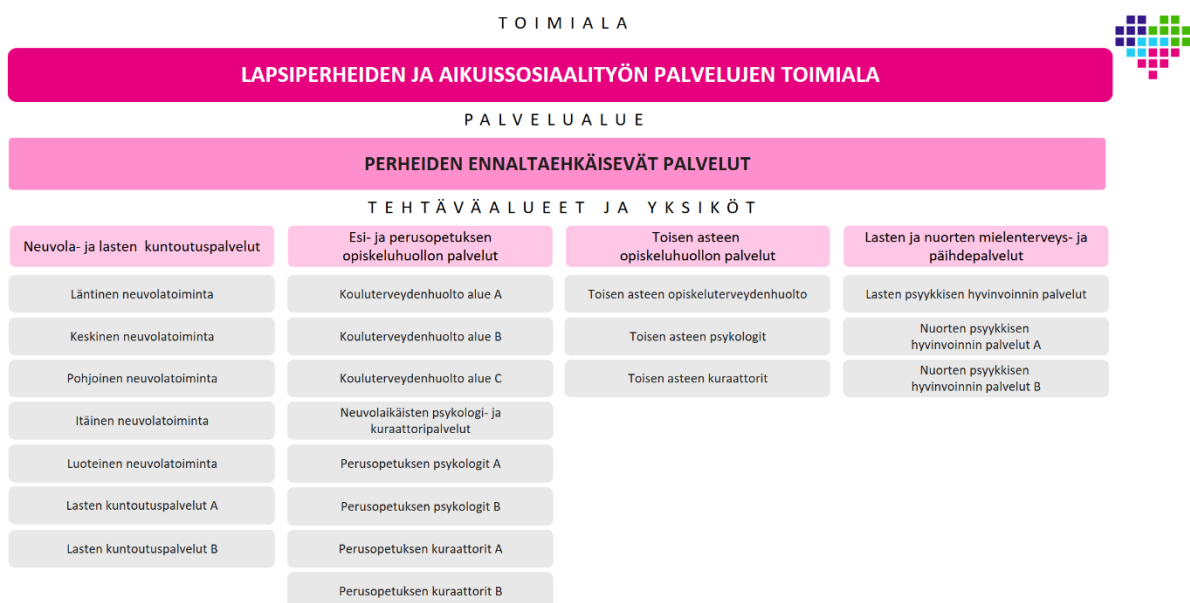 TOIMIALA
LAPSIPERHEIDEN JA AIKUISSOSIAALITYÖN PALVELUJEN TOIMIALA
PALVELUALUE
PERHEIDEN ENNALTAEHKÄISEVÄT PALVELUT
TEHTÄVÄALUEET JA YKSIKÖT
Neuvola- ja lasten kuntoutuspalvelut
Läntinen neuvolatoiminta
Keskinen neuvolatoiminta
Pohjoinen neuvolatoiminta
Itäinen neuvolatoiminta
Luoteinen neuvolatoiminta
Lasten kuntoutuspalvelut A
Lasten kuntoutuspalvelut B
Esi- ja perusopetuksen
opiskeluhuollon palvelut
Kouluterveydenhuolto alue A
Kouluterveydenhuolto alue B
Kouluterveydenhuolto alue C
Neuvolaikäisten psykologi- ja
kuraattoripalvelut
Perusopetuksen psykologit A
Perusopetuksen psykologit B
Perusopetuksen kuraattorit A
Perusopetuksen kuraattorit B
Toisen asteen
opiskeluhuollon palvelut
Toisen asteen opiskeluterveydenhuolto
Toisen asteen psykologit
Toisen asteen kuraattorit
Lasten ja nuorten mielenterveys- ja
päihdepalvelut
Lasten psyykkisen hyvinvoinnin palvelut
Nuorten psyykkisen
hyvinvoinnin palvelut A
Nuorten psyykkisen
hyvinvoinnin palvelut B